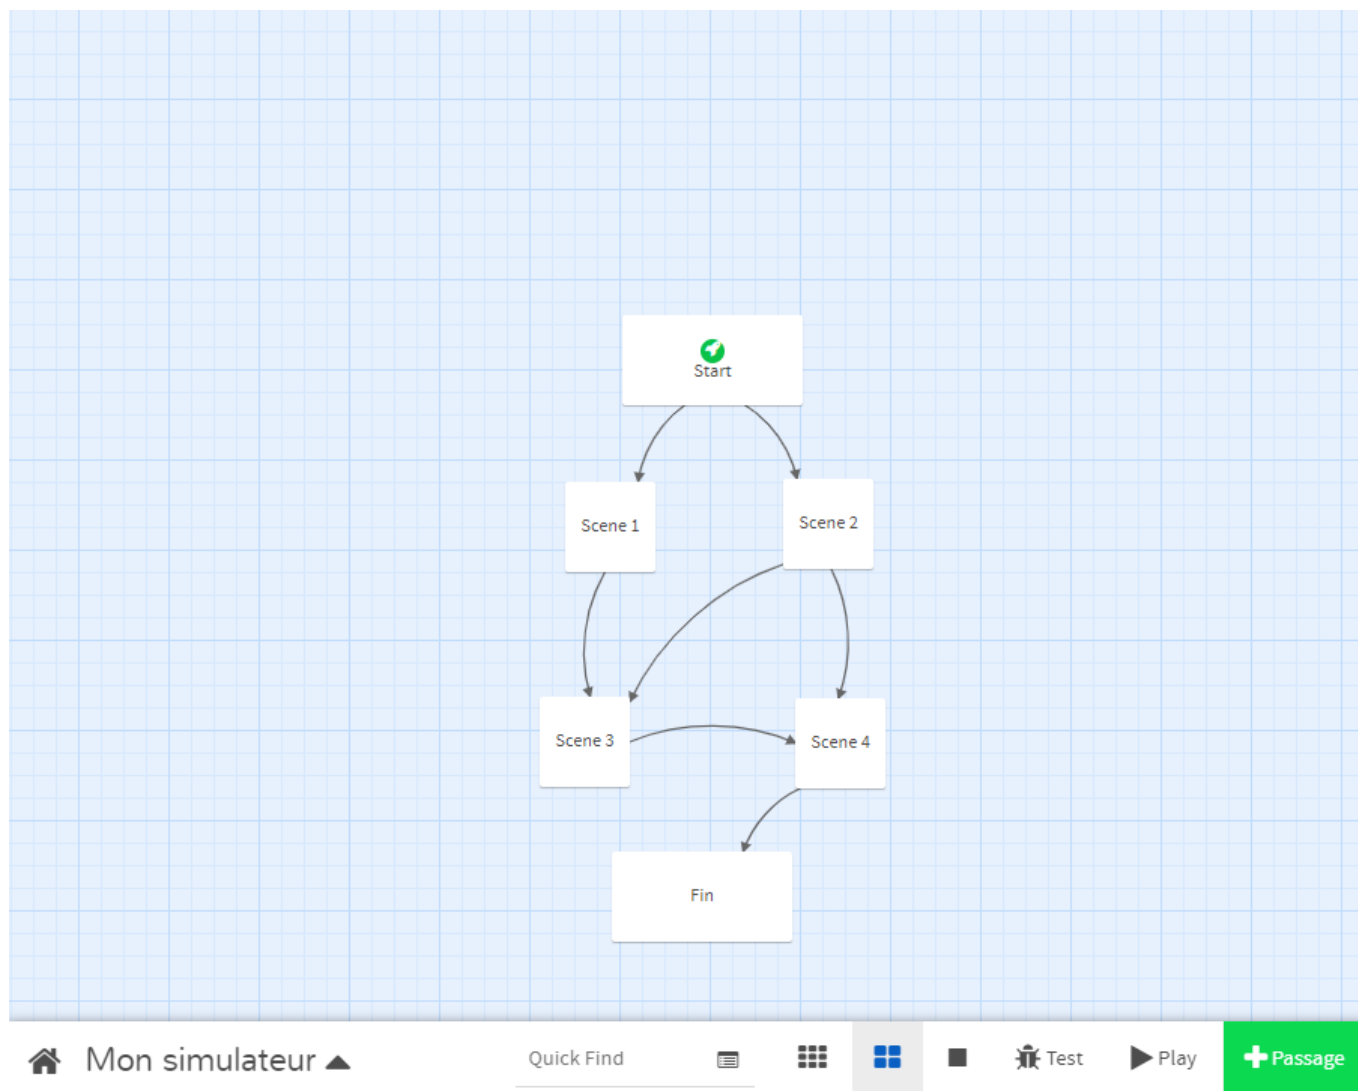 Start
Scene 1
Scene 2
Scene 3
Scene 4
Fin
Mon simulateur
Quick Find
Test
Play
Passage